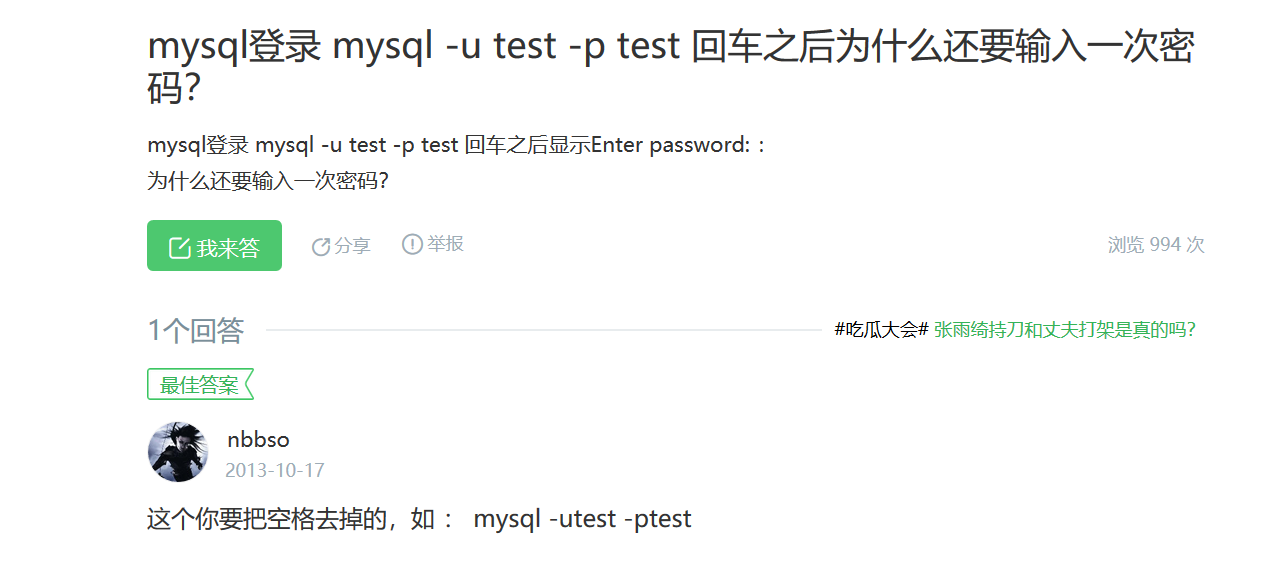 mysql登录 mysql -u test -p test 回车之后为什么还要输入一次密
码?
mysql登录 mysql -u test -p test 回车之后显示Enter password: :
为什么还要输入一次密码?
我来答 分享 举报 浏览 994 次
1个回答 #吃瓜大会# 张雨绮持刀和丈夫打架是真的吗?
最佳答案
nbbso
2013-10-17
这个你要把空格去掉的，如 ： mysql -utest -ptest